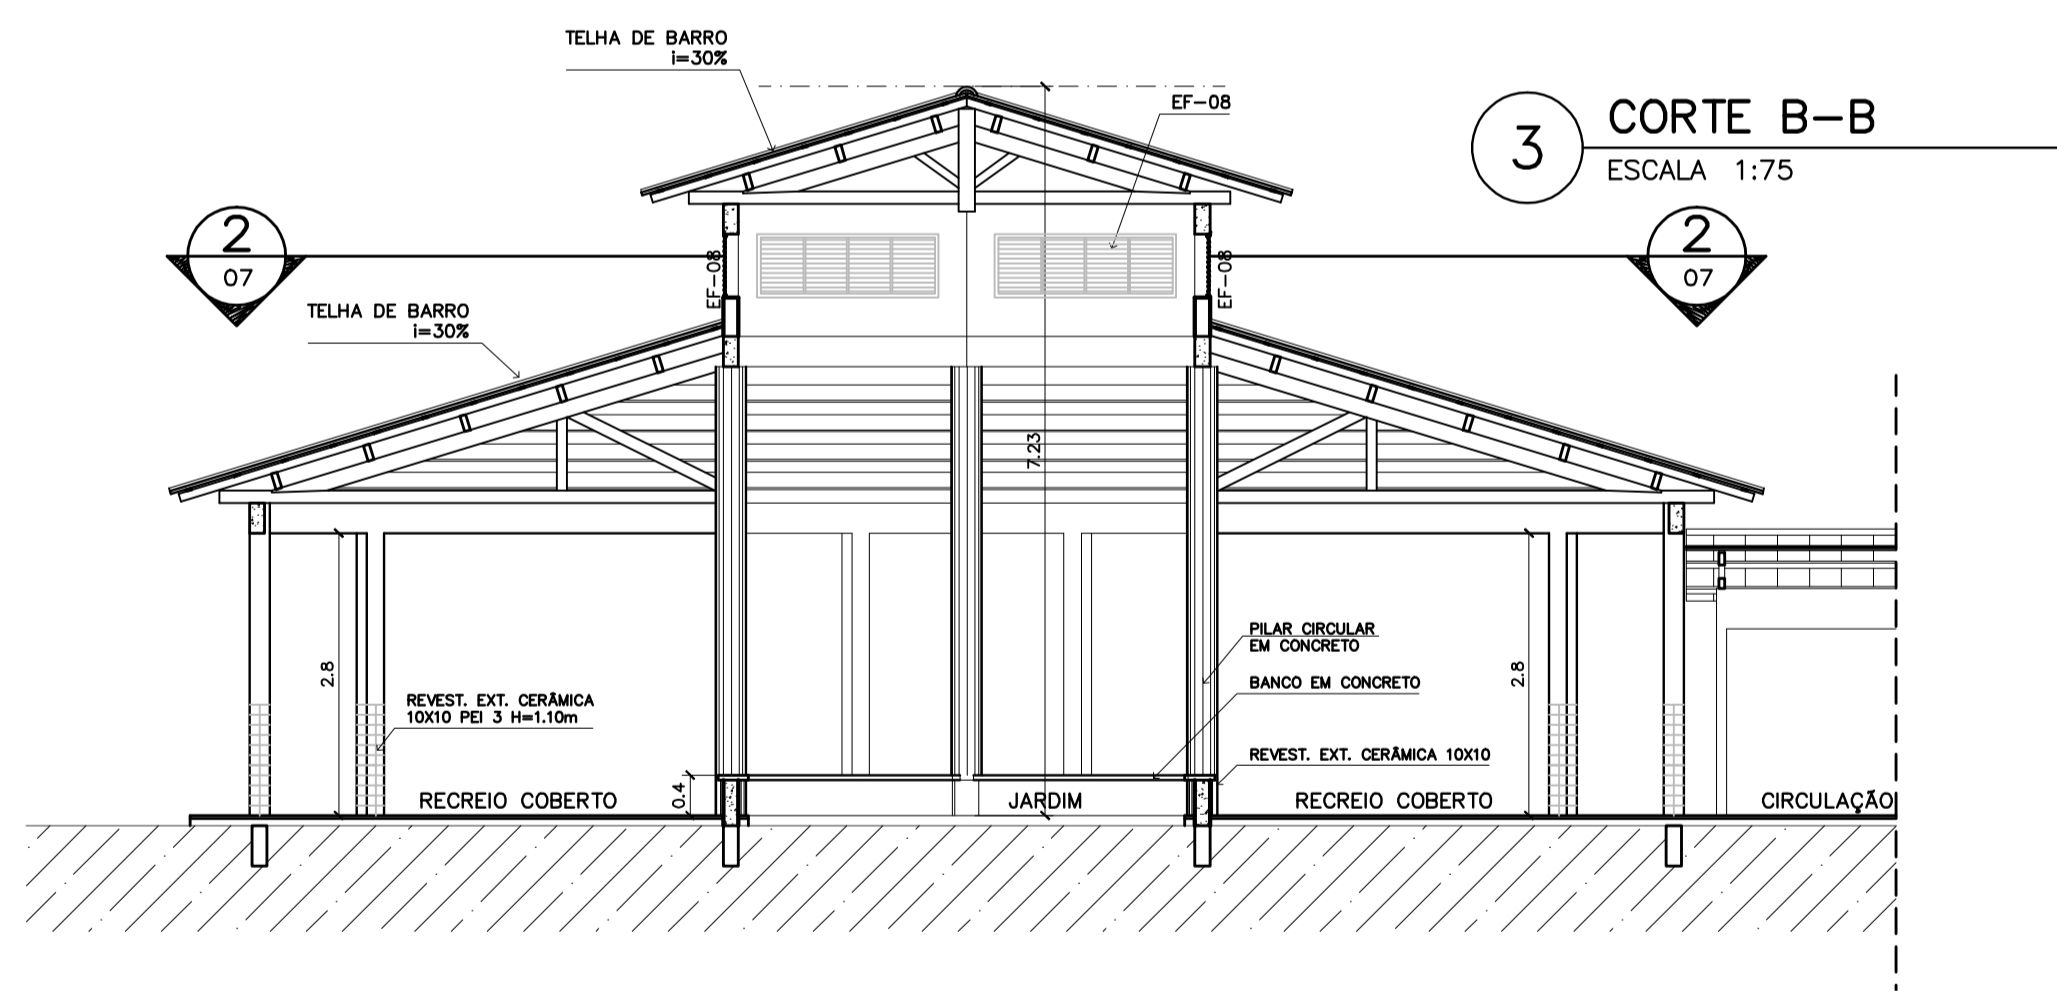 TELHA DE BARRO
i=30%
EF-08
3
CORTE B-B
ESCALA 1:75
2
07
2
07
EF-08
EF-08
TELHA DE BARRO
i=30%
7.23
2.8
2.8
PILAR CIRCULAR
EM CONCRETO
BANCO EM CONCRETO
REVEST. EXT. CERÂMICA
10X10 PEI 3 H=1.10m
REVEST. EXT. CERÂMICA 10X10
0.4
RECREIO COBERTO
JARDIM
RECREIO COBERTO
CIRCULAÇÃO